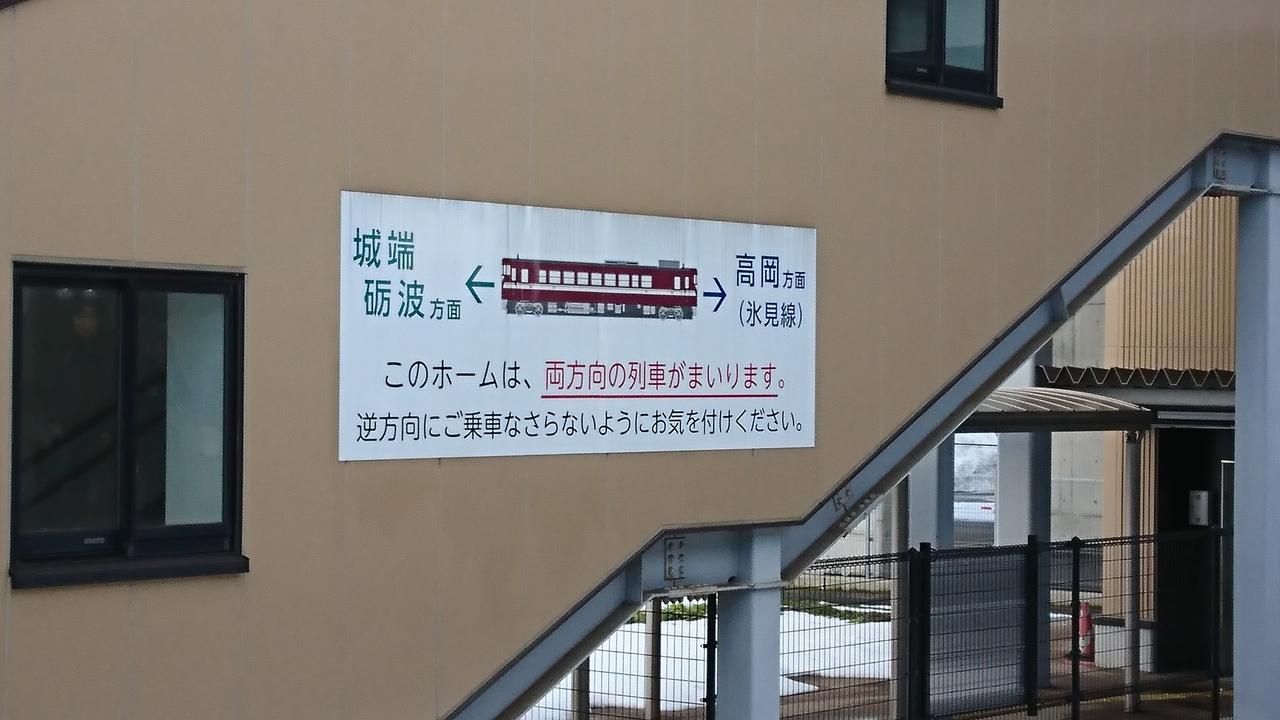 城端
砺波方面
←
→
高岡方面
(氷見線)
このホームは、両方向の列車がまいります。
逆方向にご乗車なさらないようにお気を付けください。